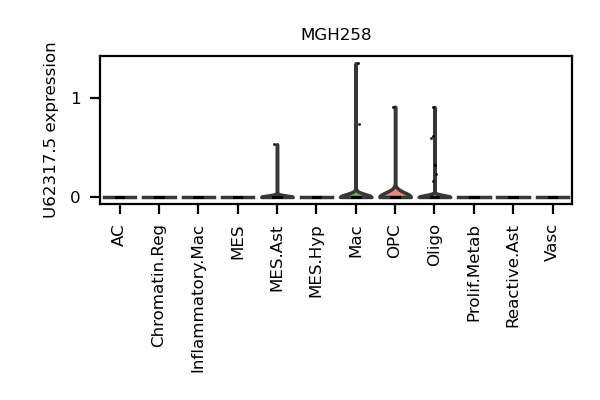 MGH258
U62317.5 expression
1
0
AC
Chromatin.Reg
Inflammatory.Mac
MES
MES.Ast
MES.Hyp
Mac
OPC
Oligo
Prolif.Metab
Reactive.Ast
Vasc